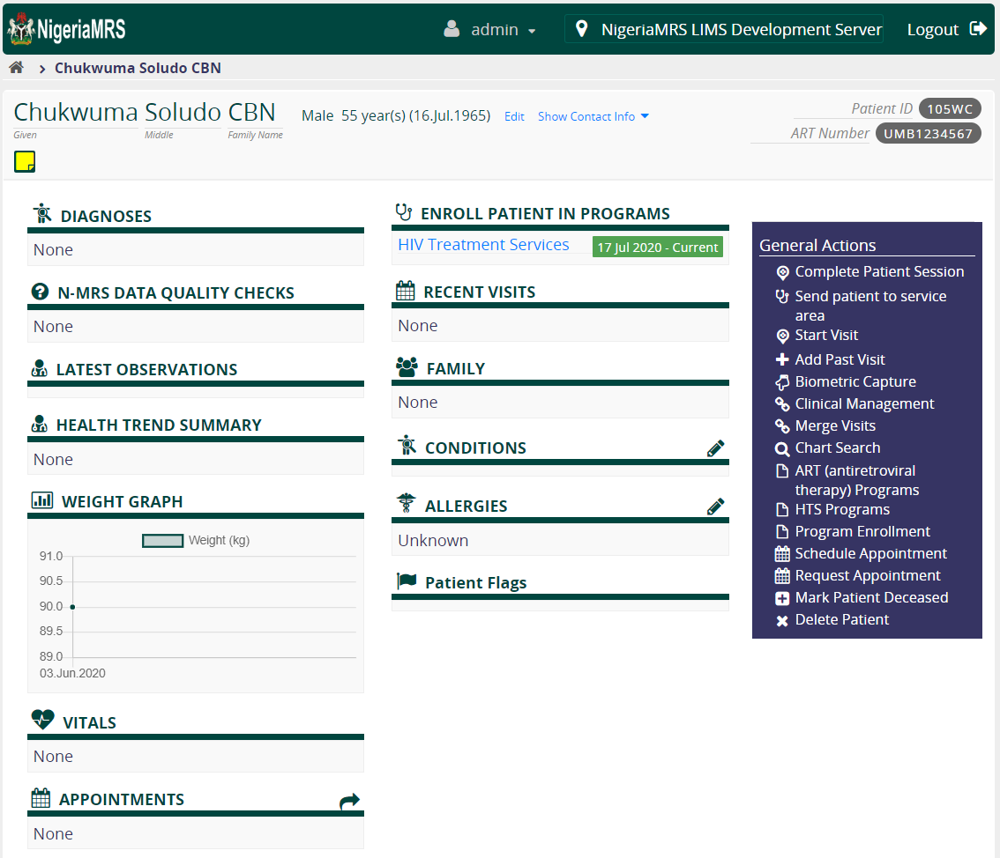 NigeriaMRS
admin
NigeriaMRS LIMS Development Server
Logout
Chukwuma Soludo CBN
Chukwuma Soludo CBN
Given Middle Family Name
Male 55 year(s) (16.Jul.1965) Edit Show Contact Info
Patient ID 105WC
ART Number UMB1234567
DIAGNOSES
None
N-MRS DATA QUALITY CHECKS
None
LATEST OBSERVATIONS
HEALTH TREND SUMMARY
None
WEIGHT GRAPH
Weight (kg)
91.0
90.5
90.0
89.5
89.0
03.Jun.2020
VITALS
None
APPOINTMENTS
None
ENROLL PATIENT IN PROGRAMS
HIV Treatment Services 17 Jul 2020 - Current
RECENT VISITS
None
FAMILY
None
CONDITIONS
ALLERGIES
Unknown
Patient Flags
General Actions
Complete Patient Session
Send patient to service
area
Start Visit
Add Past Visit
Biometric Capture
Clinical Management
Merge Visits
Chart Search
ART (antiretroviral
therapy) Programs
HTS Programs
Program Enrollment
Schedule Appointment
Request Appointment
Mark Patient Deceased
Delete Patient